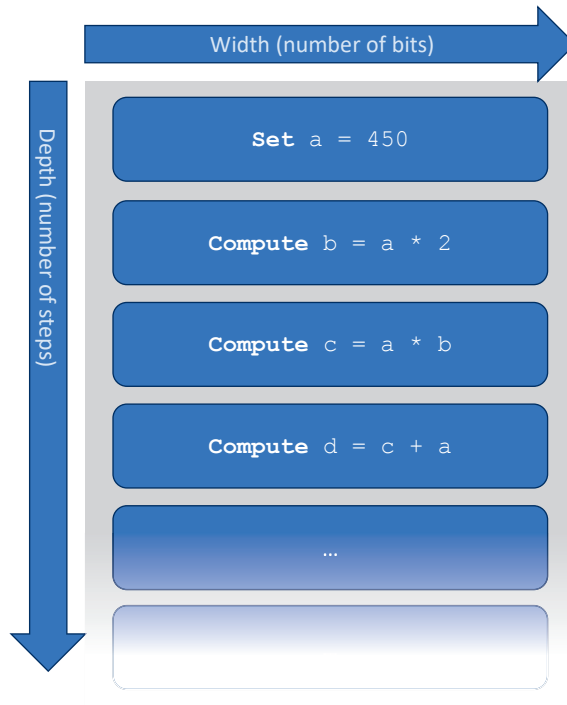 Width (number of bits)
Depth (number of steps)
Set a = 450
Compute b = a * 2
Compute c = a * b
Compute d = c + a
…